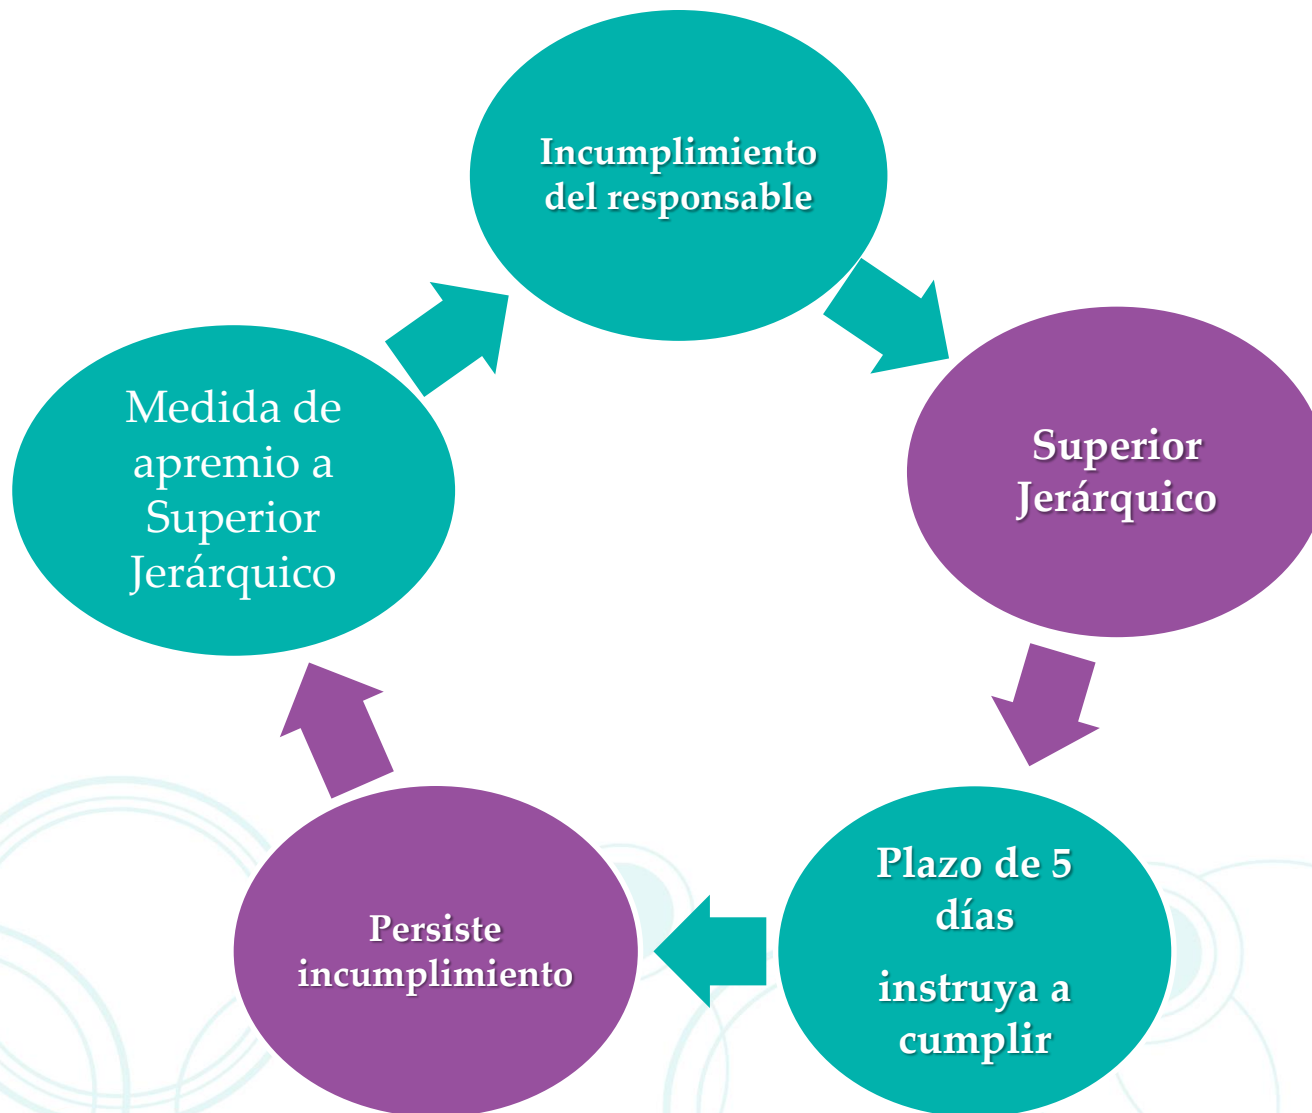 Incumplimiento
del responsable
Superior
Jerárquico
Plazo de 5
días
instruya a
cumplir
Persiste
incumplimiento
Medida de
apremio a
Superior
Jerárquico